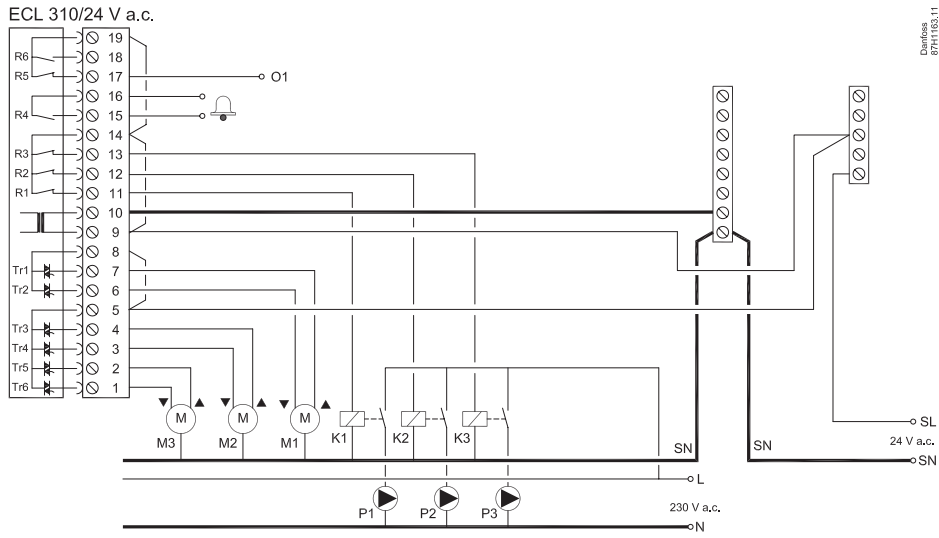 ECL 310/24 V a.c.
Danfoss
87H1163.11
19
R6 18
R5 17 O1
16
R4 15
14
R3 13
R2 12
R1 11
10
9
8
Tr1 7
Tr2 6
5
Tr3 4
Tr4 3
Tr5 2
Tr6 1
M M M
M3 M2 M1 K1 K2 K3
SL
24 V a.c.
SN SN SN
L
P1 P2 P3
230 V a.c.
N